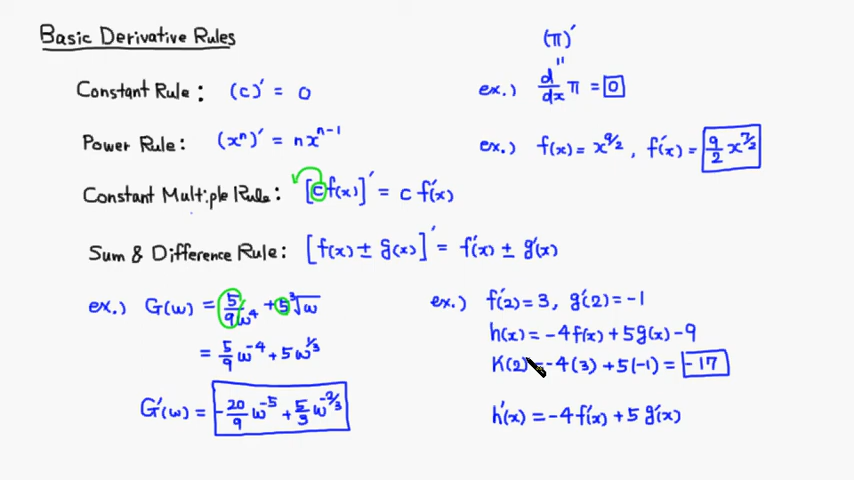 Basic Derivative Rules
(π)′
Constant Rule: (c)′ = 0
ex.) d/dx π = 0
Power Rule: (xⁿ)′ = nxⁿ⁻¹
ex.) f(x) = x^9/2, f′(x) = 9/2 x^7/2
Constant Multiple Rule: [cf(x)]′ = c f′(x)
Sum & Difference Rule: [f(x) ± g(x)]′ = f′(x) ± g′(x)
ex.) G(w) = 5/9w⁴ + 5 ³√w
= 5/9 w⁻⁴ + 5w^1/3
G′(w) = -20/9 w⁻⁵ + 5/3 w^-2/3
ex.) f′(2) = 3, g′(2) = -1
h(x) = -4f(x) + 5g(x) - 9
= -4(3) + 5(-1) = -17
h′(x) = -4f′(x) + 5g′(x)